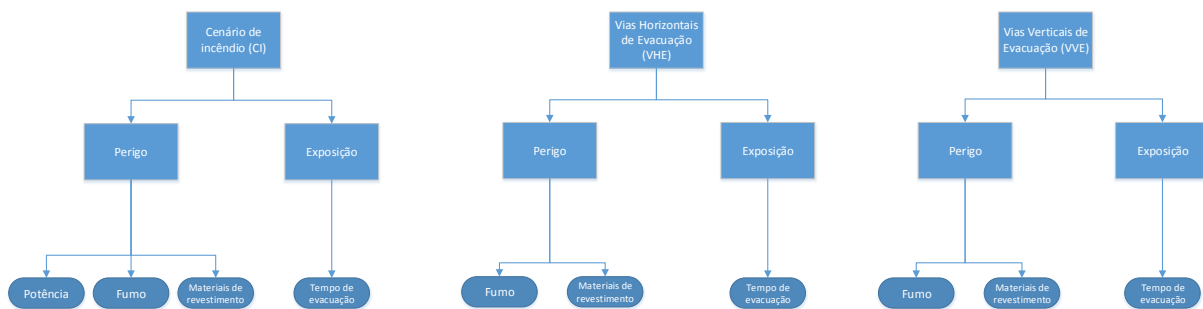 Cenário de
incêndio (CI)
Perigo
Exposição
Potência
Fumo
Materiais de
revestimento
Tempo de
evacuação
Vias Horizontais
de Evacuação
(VHE)
Perigo
Exposição
Fumo
Materiais de
revestimento
Tempo de
evacuação
Vias Verticais de
Evacuação (VVE)
Perigo
Exposição
Fumo
Materiais de
revestimento
Tempo de
evacuação